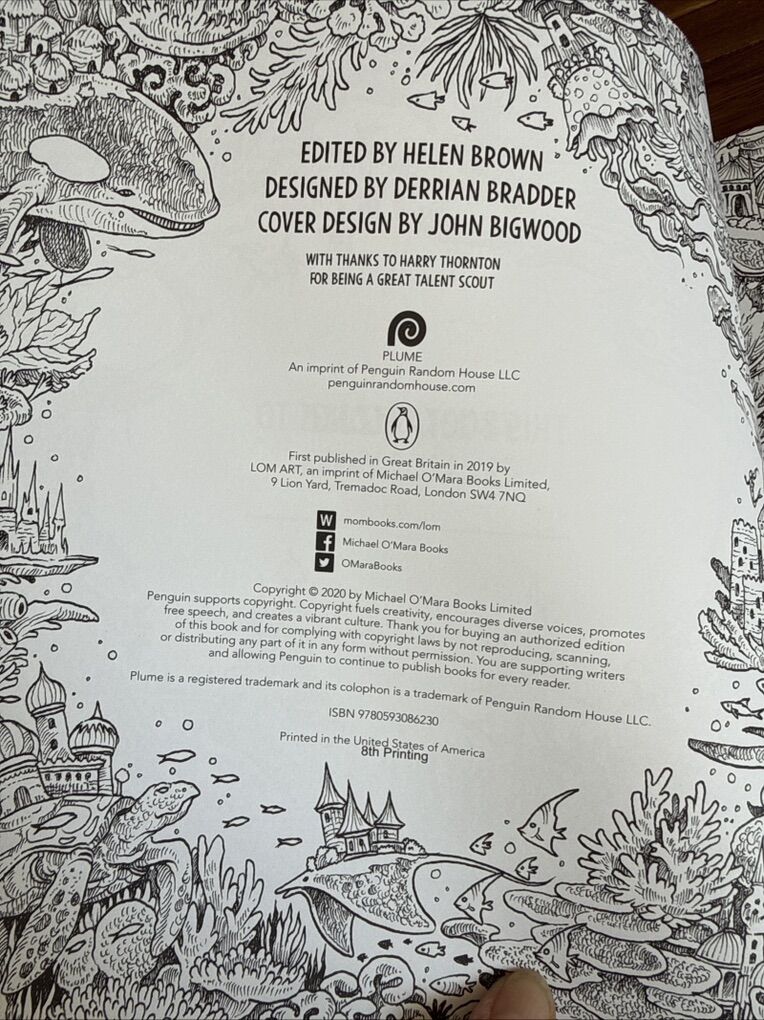 EDITED BY HELEN BROWN
DESIGNED BY DERRIAN BRADDER
COVER DESIGN BY JOHN BIGWOOD
WITH THANKS TO HARRY THORNTON
FOR BEING A GREAT TALENT SCOUT
PLUME
An imprint of Penguin Random House LLC
penguinrandomhouse.com
First published in Great Britain in 2019 by
LOM ART, an imprint of Michael O'Mara Books Limited,
9 Lion Yard, Tremadoc Road, London SW4 7NQ
W mombooks.com/lom
f Michael O'Mara Books
OMaraBooks
Copyright © 2020 by Michael O'Mara Books Limited
Penguin supports copyright. Copyright fuels creativity, encourages diverse voices, promotes
free speech, and creates a vibrant culture. Thank you for buying an authorized edition
of this book and for complying with copyright laws by not reproducing, scanning,
or distributing any part of it in any form without permission. You are supporting writers
and allowing Penguin to continue to publish books for every reader.
Plume is a registered trademark and its colophon is a trademark of Penguin Random House LLC.
ISBN 9780593086230
Printed in the United States of America
8th Printing